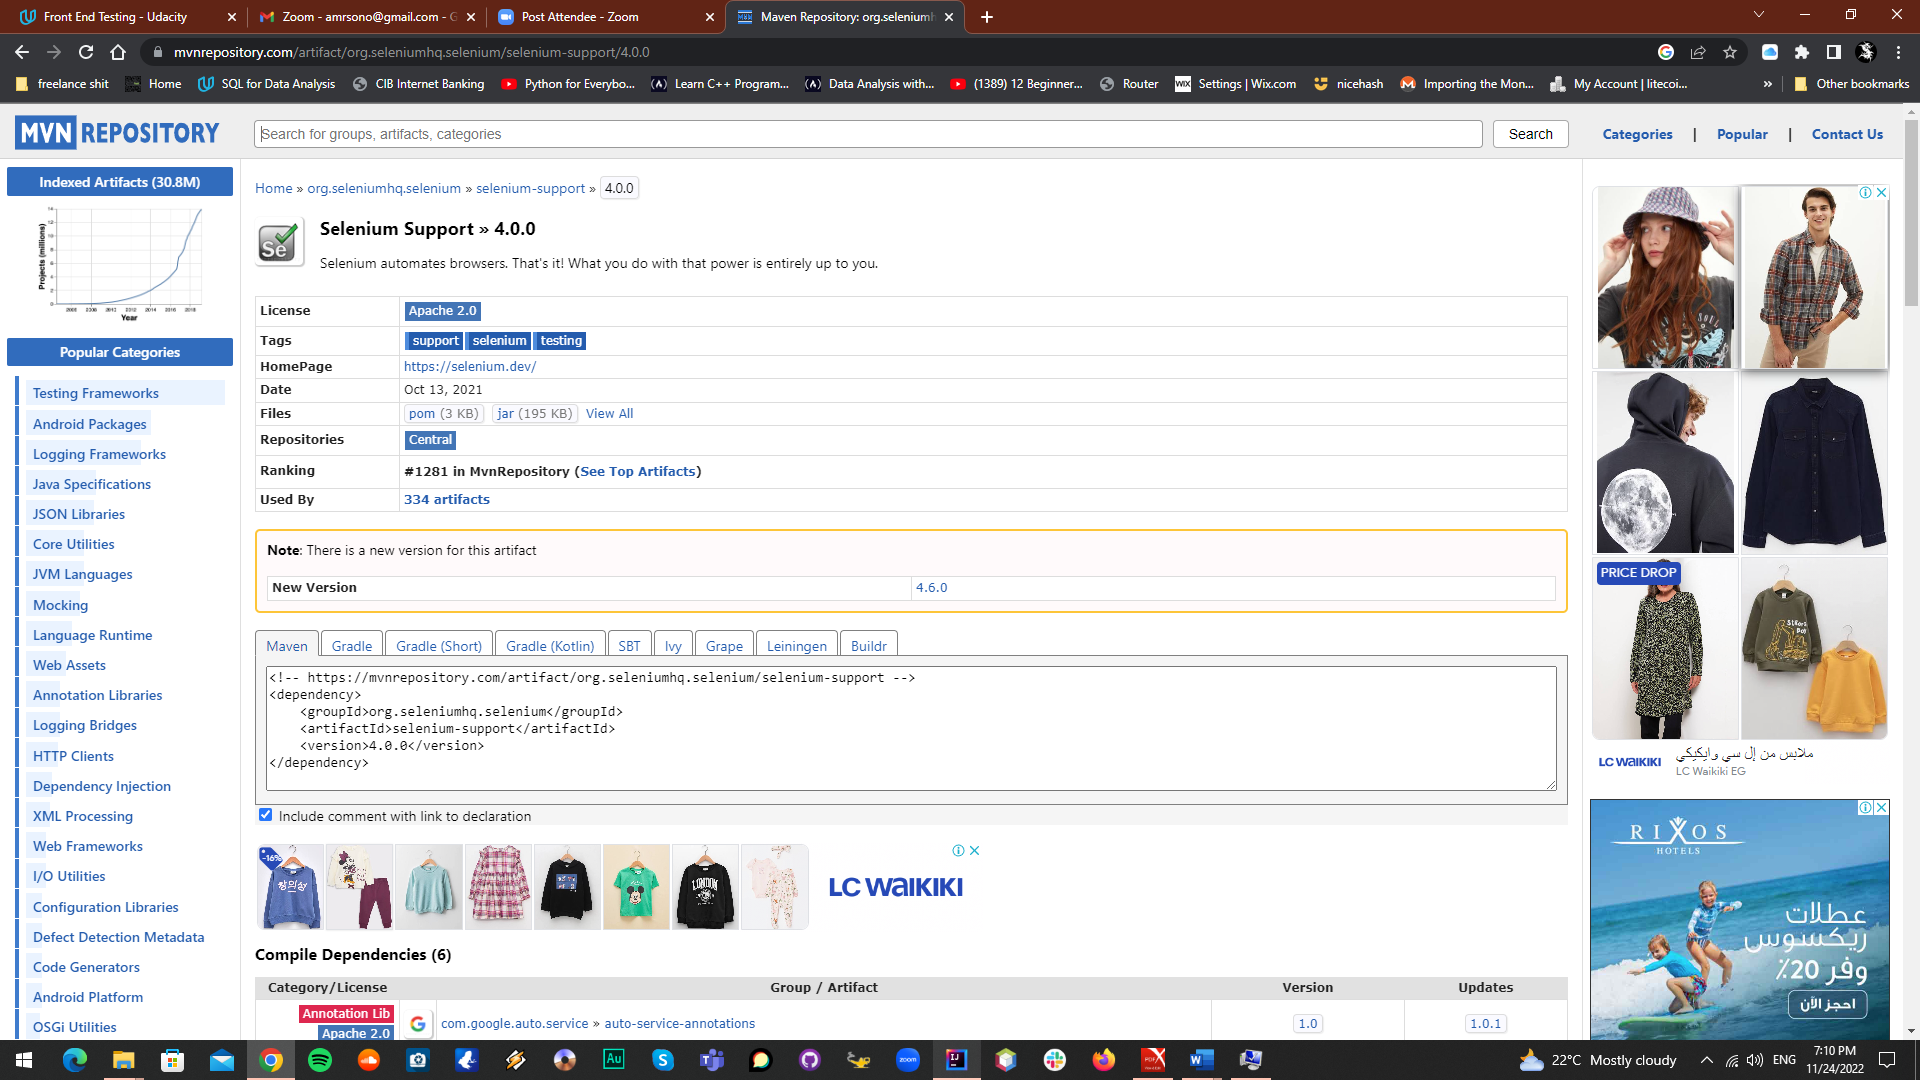 Front End Testing - Udacity
Zoom - amrsono@gmail.com - G
Post Attendee - Zoom
Maven Repository: org.seleniumh
mvnrepository.com/artifact/org.seleniumhq.selenium/selenium-support/4.0.0
freelance shit
Home
SQL for Data Analysis
CIB Internet Banking
Python for Everybo...
Learn C++ Program...
Data Analysis with...
(1389) 12 Beginner...
Router
WIX
Settings | Wix.com
nicehash
Importing the Mon...
My Account | litecoi...
»
Other bookmarks
MVN REPOSITORY
Search for groups, artifacts, categories
Search
Categories | Popular | Contact Us
Indexed Artifacts (30.8M)
Projects (millions)
Year
Popular Categories
Testing Frameworks
Android Packages
Logging Frameworks
Java Specifications
JSON Libraries
Core Utilities
JVM Languages
Mocking
Language Runtime
Web Assets
Annotation Libraries
Logging Bridges
HTTP Clients
Dependency Injection
XML Processing
Web Frameworks
I/O Utilities
Configuration Libraries
Defect Detection Metadata
Code Generators
Android Platform
OSGi Utilities
Home » org.seleniumhq.selenium » selenium-support » 4.0.0
Se
Selenium Support » 4.0.0
Selenium automates browsers. That's it! What you do with that power is entirely up to you.
License Apache 2.0
Tags support selenium testing
HomePage https://selenium.dev/
Date Oct 13, 2021
Files pom (3 KB) jar (195 KB) View All
Repositories Central
Ranking #1281 in MvnRepository (See Top Artifacts)
Used By 334 artifacts
Note: There is a new version for this artifact
New Version 4.6.0
Maven Gradle Gradle (Short) Gradle (Kotlin) SBT Ivy Grape Leiningen Buildr
<!-- https://mvnrepository.com/artifact/org.seleniumhq.selenium/selenium-support -->
<dependency>
<groupId>org.seleniumhq.selenium</groupId>
<artifactId>selenium-support</artifactId>
<version>4.0.0</version>
</dependency>
Include comment with link to declaration
-16%
LONDON
LC WAIKIKI
Compile Dependencies (6)
Category/License Group / Artifact Version Updates
Annotation Lib
Apache 2.0
com.google.auto.service » auto-service-annotations 1.0 1.0.1
PRICE DROP
LC WAIKIKI
ملابس من إل سي وايكيكي
LC Waikiki EG
RIXOS
HOTELS
عطلات
ريكسوس
وفر 20٪
احجز الآن
22°C Mostly cloudy
ENG
7:10 PM
11/24/2022